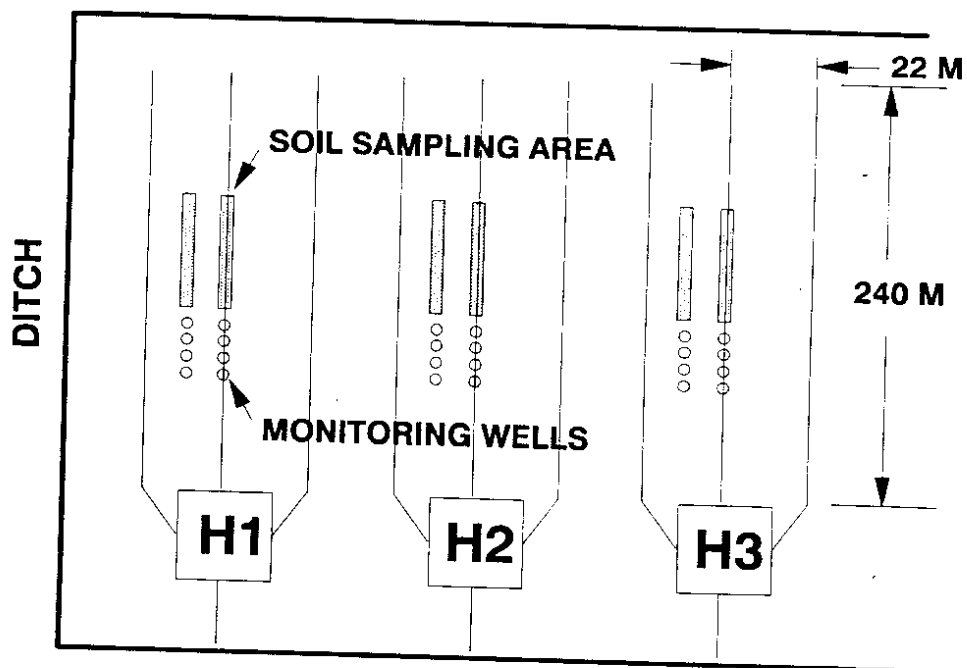 22 M
SOIL SAMPLING AREA
DITCH
240 M
MONITORING WELLS
H1
H2
H3